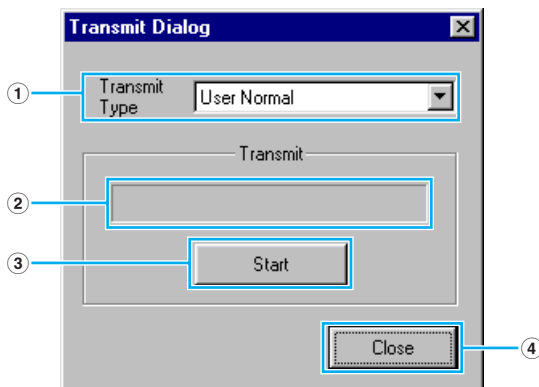 Transmit Dialog
① Transmit Type User Normal
Transmit
②
③ Start
Close ④